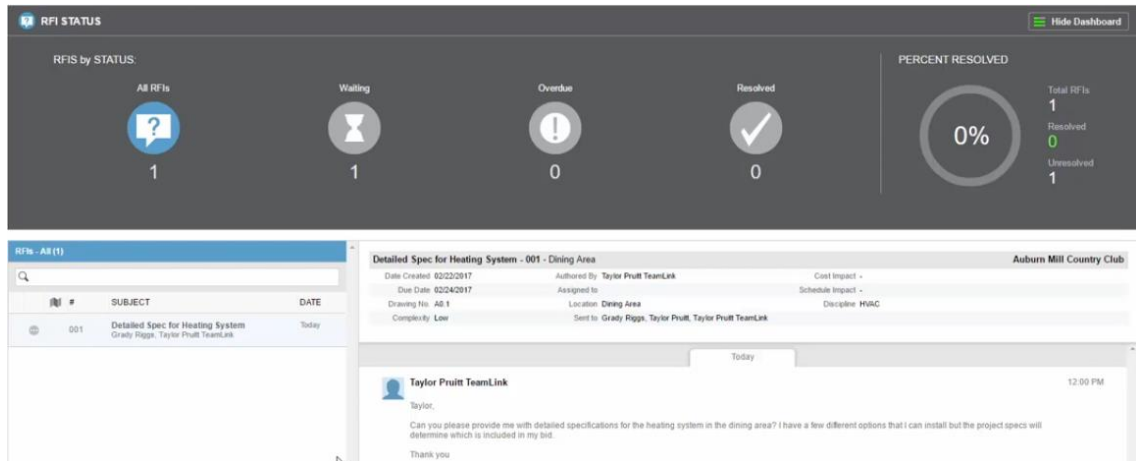 RFI STATUS
Hide Dashboard
RFIS by STATUS:
All RFIs
1
Waiting
1
Overdue
0
Resolved
0
PERCENT RESOLVED
0%
Total RFIs
1
Resolved
0
Unresolved
1
RFIs - All (1)
# SUBJECT DATE
001 Detailed Spec for Heating System Today
Grady Riggs, Taylor Pruitt TeamLink
Detailed Spec for Heating System - 001 - Dining Area Auburn Mill Country Club
Date Created 02/22/2017 Authored By Taylor Pruitt TeamLink Cost Impact -
Due Date 02/24/2017 Assigned to Schedule Impact -
Drawing No. A8.1 Location Dining Area Discipline HVAC
Complexity Low Sent to Grady Riggs, Taylor Pruitt, Taylor Pruitt TeamLink
Today
Taylor Pruitt TeamLink 12:00 PM
Taylor,
Can you please provide me with detailed specifications for the heating system in the dining area? I have a few different options that I can install but the project specs will
determine which is included in my bid.
Thank you